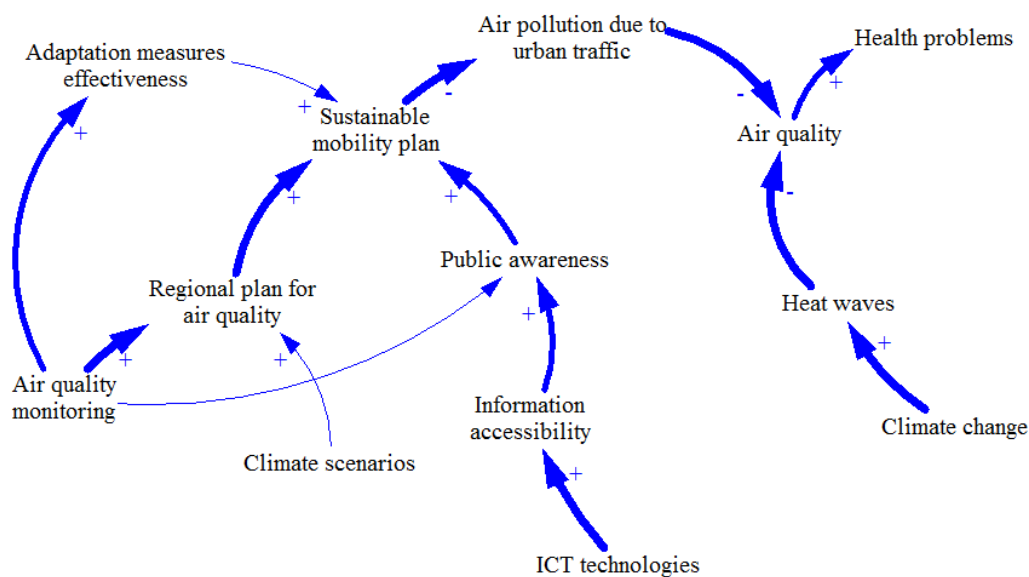 Air pollution due to
urban traffic
Health problems
Adaptation measures
effectiveness
+
-
+
+
-
Sustainable
mobility plan
Air quality
+
+
+
-
Public awareness
Regional plan for
air quality
Heat waves
+
+
+
+
Air quality
monitoring
Information
accessibility
Climate change
Climate scenarios
+
ICT technologies